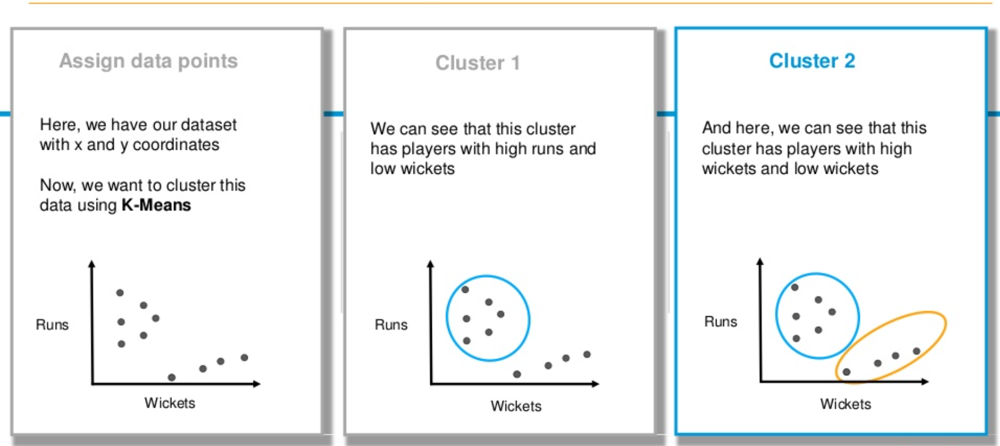 Assign data points
Here, we have our dataset
with x and y coordinates
Now, we want to cluster this
data using K-Means
Runs
Wickets
Cluster 1
We can see that this cluster
has players with high runs and
low wickets
Runs
Wickets
Cluster 2
And here, we can see that this
cluster has players with high
wickets and low wickets
Runs
Wickets